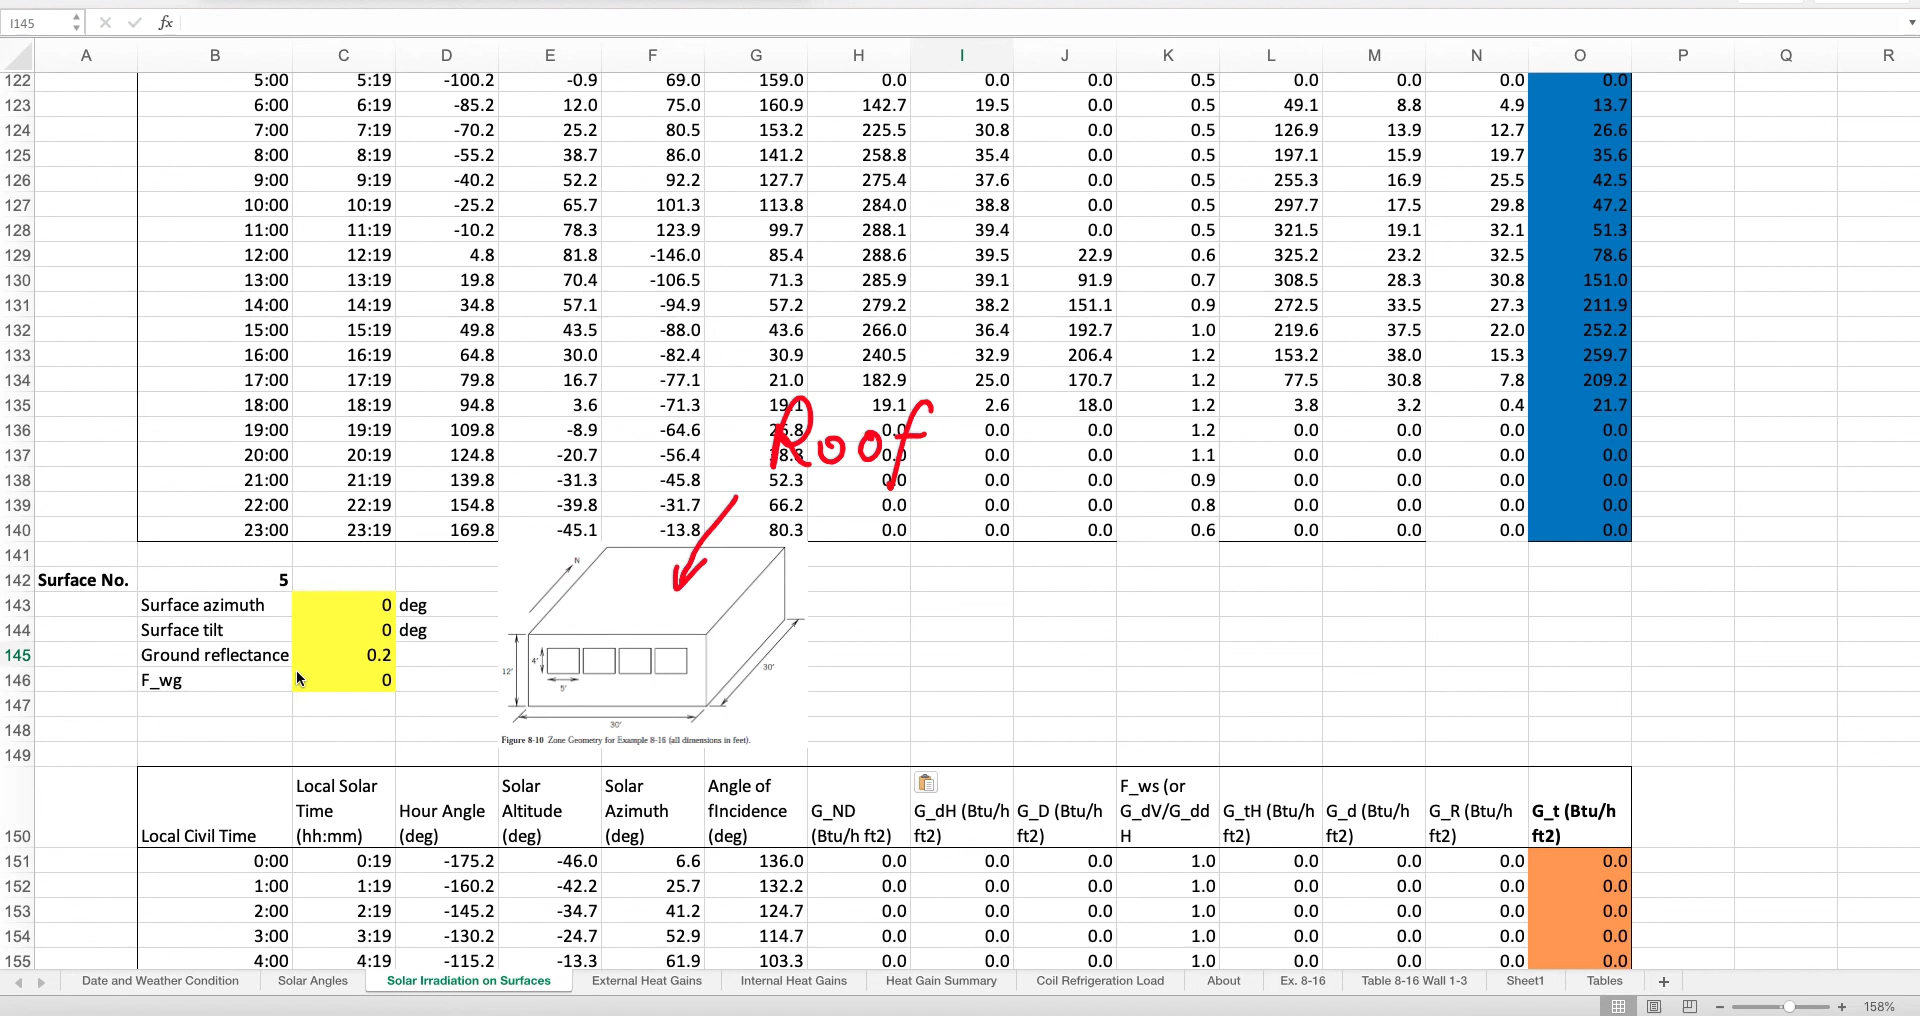 I145 fx
A B C D E F G H I J K L M N O P Q R
122 5:00 5:19 -100.2 -0.9 69.0 159.0 0.0 0.0 0.0 0.5 0.0 0.0 0.0 0.0
123 6:00 6:19 -85.2 12.0 75.0 160.9 142.7 19.5 0.0 0.5 49.1 8.8 4.9 13.7
124 7:00 7:19 -70.2 25.2 80.5 153.2 225.5 30.8 0.0 0.5 126.9 13.9 12.7 26.6
125 8:00 8:19 -55.2 38.7 86.0 141.2 258.8 35.4 0.0 0.5 197.1 15.9 19.7 35.6
126 9:00 9:19 -40.2 52.2 92.2 127.7 275.4 37.6 0.0 0.5 255.3 16.9 25.5 42.5
127 10:00 10:19 -25.2 65.7 101.3 113.8 284.0 38.8 0.0 0.5 297.7 17.5 29.8 47.2
128 11:00 11:19 -10.2 78.3 123.9 99.7 288.1 39.4 0.0 0.5 321.5 19.1 32.1 51.3
129 12:00 12:19 4.8 81.8 -146.0 85.4 288.6 39.5 22.9 0.6 325.2 23.2 32.5 78.6
130 13:00 13:19 19.8 70.4 -106.5 71.3 285.9 39.1 91.9 0.7 308.5 28.3 30.8 151.0
131 14:00 14:19 34.8 57.1 -94.9 57.2 279.2 38.2 151.1 0.9 272.5 33.5 27.3 211.9
132 15:00 15:19 49.8 43.5 -88.0 43.6 266.0 36.4 192.7 1.0 219.6 37.5 22.0 252.2
133 16:00 16:19 64.8 30.0 -82.4 30.9 240.5 32.9 206.4 1.2 153.2 38.0 15.3 259.7
134 17:00 17:19 79.8 16.7 -77.1 21.0 182.9 25.0 170.7 1.2 77.5 30.8 7.8 209.2
135 18:00 18:19 94.8 3.6 -71.3 19.1 19.1 2.6 18.0 1.2 3.8 3.2 0.4 21.7
136 19:00 19:19 109.8 -8.9 -64.6 0.0 0.0 0.0 1.2 0.0 0.0 0.0 0.0
Roof
137 20:00 20:19 124.8 -20.7 -56.4 0.0 0.0 0.0 1.1 0.0 0.0 0.0 0.0
138 21:00 21:19 139.8 -31.3 -45.8 52.3 0.0 0.0 0.0 0.9 0.0 0.0 0.0 0.0
139 22:00 22:19 154.8 -39.8 -31.7 66.2 0.0 0.0 0.0 0.8 0.0 0.0 0.0 0.0
140 23:00 23:19 169.8 -45.1 -13.8 80.3 0.0 0.0 0.0 0.6 0.0 0.0 0.0 0.0
141
142 Surface No. 5
143 Surface azimuth 0 deg
144 Surface tilt 0 deg
145 Ground reflectance 0.2
146 F_wg 0
147
148
149
N
12' 4' 5' 30' 30'
Figure 8-10 Zone Geometry for Example 8-16 (all dimensions in feet).
Local Solar Solar Solar Angle of F_ws (or
Time Hour Angle Altitude Azimuth fIncidence G_ND G_dH (Btu/h G_D (Btu/h G_dV/G_dd G_tH (Btu/h G_d (Btu/h G_R (Btu/h G_t (Btu/h
150 Local Civil Time (hh:mm) (deg) (deg) (deg) (deg) (Btu/h ft2) ft2) ft2) H ft2) ft2) ft2) ft2)
151 0:00 0:19 -175.2 -46.0 6.6 136.0 0.0 0.0 0.0 1.0 0.0 0.0 0.0 0.0
152 1:00 1:19 -160.2 -42.2 25.7 132.2 0.0 0.0 0.0 1.0 0.0 0.0 0.0 0.0
153 2:00 2:19 -145.2 -34.7 41.2 124.7 0.0 0.0 0.0 1.0 0.0 0.0 0.0 0.0
154 3:00 3:19 -130.2 -24.7 52.9 114.7 0.0 0.0 0.0 1.0 0.0 0.0 0.0 0.0
155 4:00 4:19 -115.2 -13.3 61.9 103.3 0.0 0.0 0.0 1.0 0.0 0.0 0.0 0.0
Date and Weather Condition Solar Angles Solar Irradiation on Surfaces External Heat Gains Internal Heat Gains Heat Gain Summary Coil Refrigeration Load About Ex. 8-16 Table 8-16 Wall 1-3 Sheet1 Tables +
158%